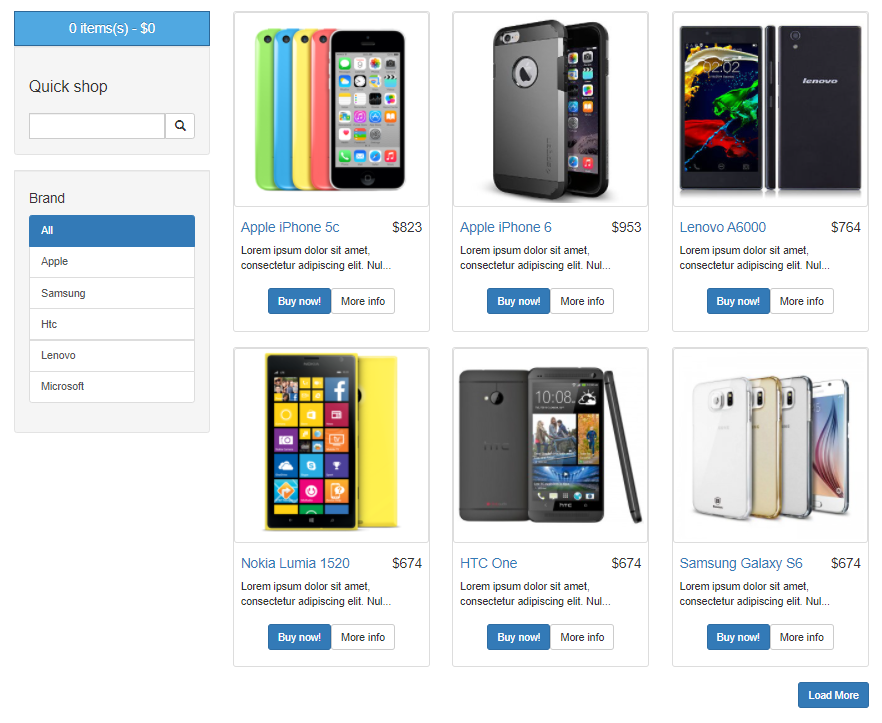 0 items(s) - $0
Quick shop
Brand
All
Apple
Samsung
Htc
Lenovo
Microsoft
Apple iPhone 5c $823
Lorem ipsum dolor sit amet,
consectetur adipiscing elit. Nul...
Buy now! More info
02:02
lenovo
Apple iPhone 6 $953
Lorem ipsum dolor sit amet,
consectetur adipiscing elit. Nul...
Buy now! More info
Lenovo A6000 $764
Lorem ipsum dolor sit amet,
consectetur adipiscing elit. Nul...
Buy now! More info
Nokia Lumia 1520 $674
Lorem ipsum dolor sit amet,
consectetur adipiscing elit. Nul...
Buy now! More info
10:08
hTC
HTC One $674
Lorem ipsum dolor sit amet,
consectetur adipiscing elit. Nul...
Buy now! More info
Samsung Galaxy S6 $674
Lorem ipsum dolor sit amet,
consectetur adipiscing elit. Nul...
Buy now! More info
Load More